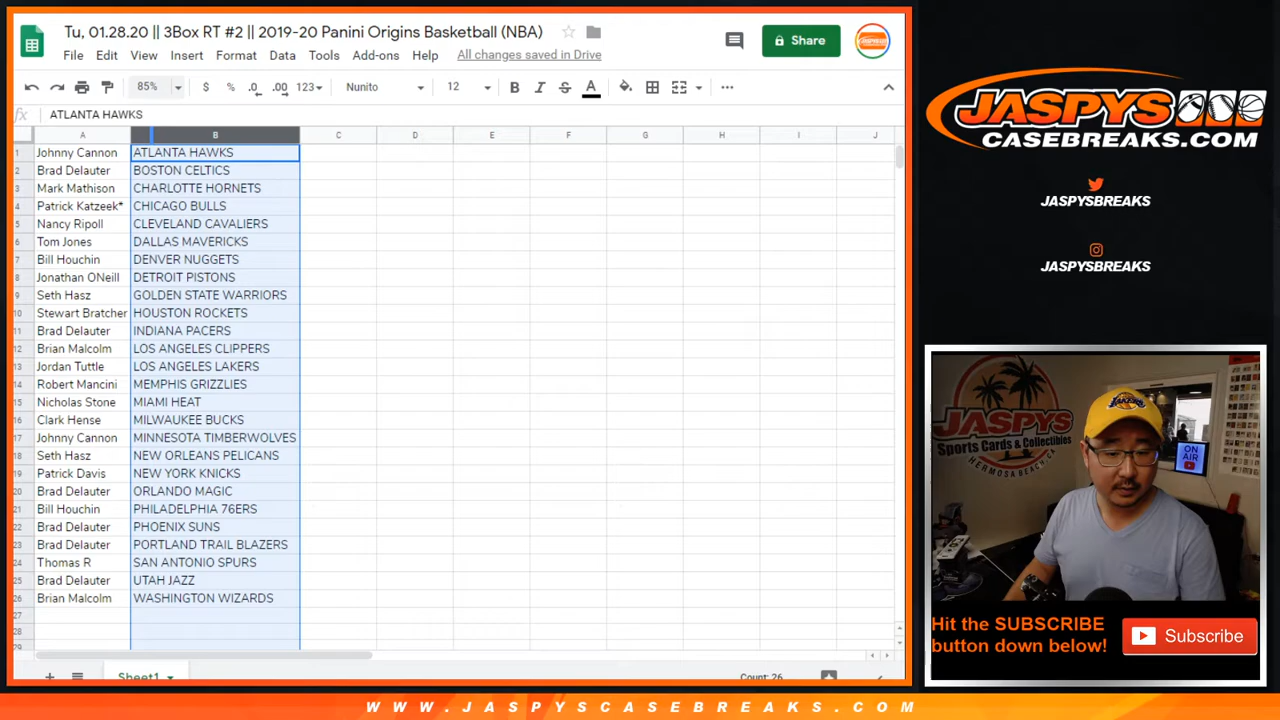 Tu, 01.28.20 || 3Box RT #2 || 2019-20 Panini Origins Basketball (NBA)
File Edit View Insert Format Data Tools Add-ons Help All changes saved in Drive
Share
85% $ % .0 .00 123 Nunito 12 B I S A
fx ATLANTA HAWKS
A B C D E F G H I J
1 Johnny Cannon ATLANTA HAWKS
2 Brad Delauter BOSTON CELTICS
3 Mark Mathison CHARLOTTE HORNETS
4 Patrick Katzeek* CHICAGO BULLS
5 Nancy Ripoll CLEVELAND CAVALIERS
6 Tom Jones DALLAS MAVERICKS
7 Bill Houchin DENVER NUGGETS
8 Jonathan ONeill DETROIT PISTONS
9 Seth Hasz GOLDEN STATE WARRIORS
10 Stewart Bratcher HOUSTON ROCKETS
11 Brad Delauter INDIANA PACERS
12 Brian Malcolm LOS ANGELES CLIPPERS
13 Jordan Tuttle LOS ANGELES LAKERS
14 Robert Mancini MEMPHIS GRIZZLIES
15 Nicholas Stone MIAMI HEAT
16 Clark Hense MILWAUKEE BUCKS
17 Johnny Cannon MINNESOTA TIMBERWOLVES
18 Seth Hasz NEW ORLEANS PELICANS
19 Patrick Davis NEW YORK KNICKS
20 Brad Delauter ORLANDO MAGIC
21 Bill Houchin PHILADELPHIA 76ERS
22 Brad Delauter PHOENIX SUNS
23 Brad Delauter PORTLAND TRAIL BLAZERS
24 Thomas R SAN ANTONIO SPURS
25 Brad Delauter UTAH JAZZ
26 Brian Malcolm WASHINGTON WIZARDS
27
28
29
Sheet1 Count: 26
JASPYS
CASEBREAKS.COM
JASPYSBREAKS
JASPYSBREAKS
JASPYS
Sports Cards & Collectibles
HERMOSA BEACH, CA
LAKERS
ON
AIR
Hit the SUBSCRIBE
button down below!
Subscribe
WWW.JASPYSCASEBREAKS.COM